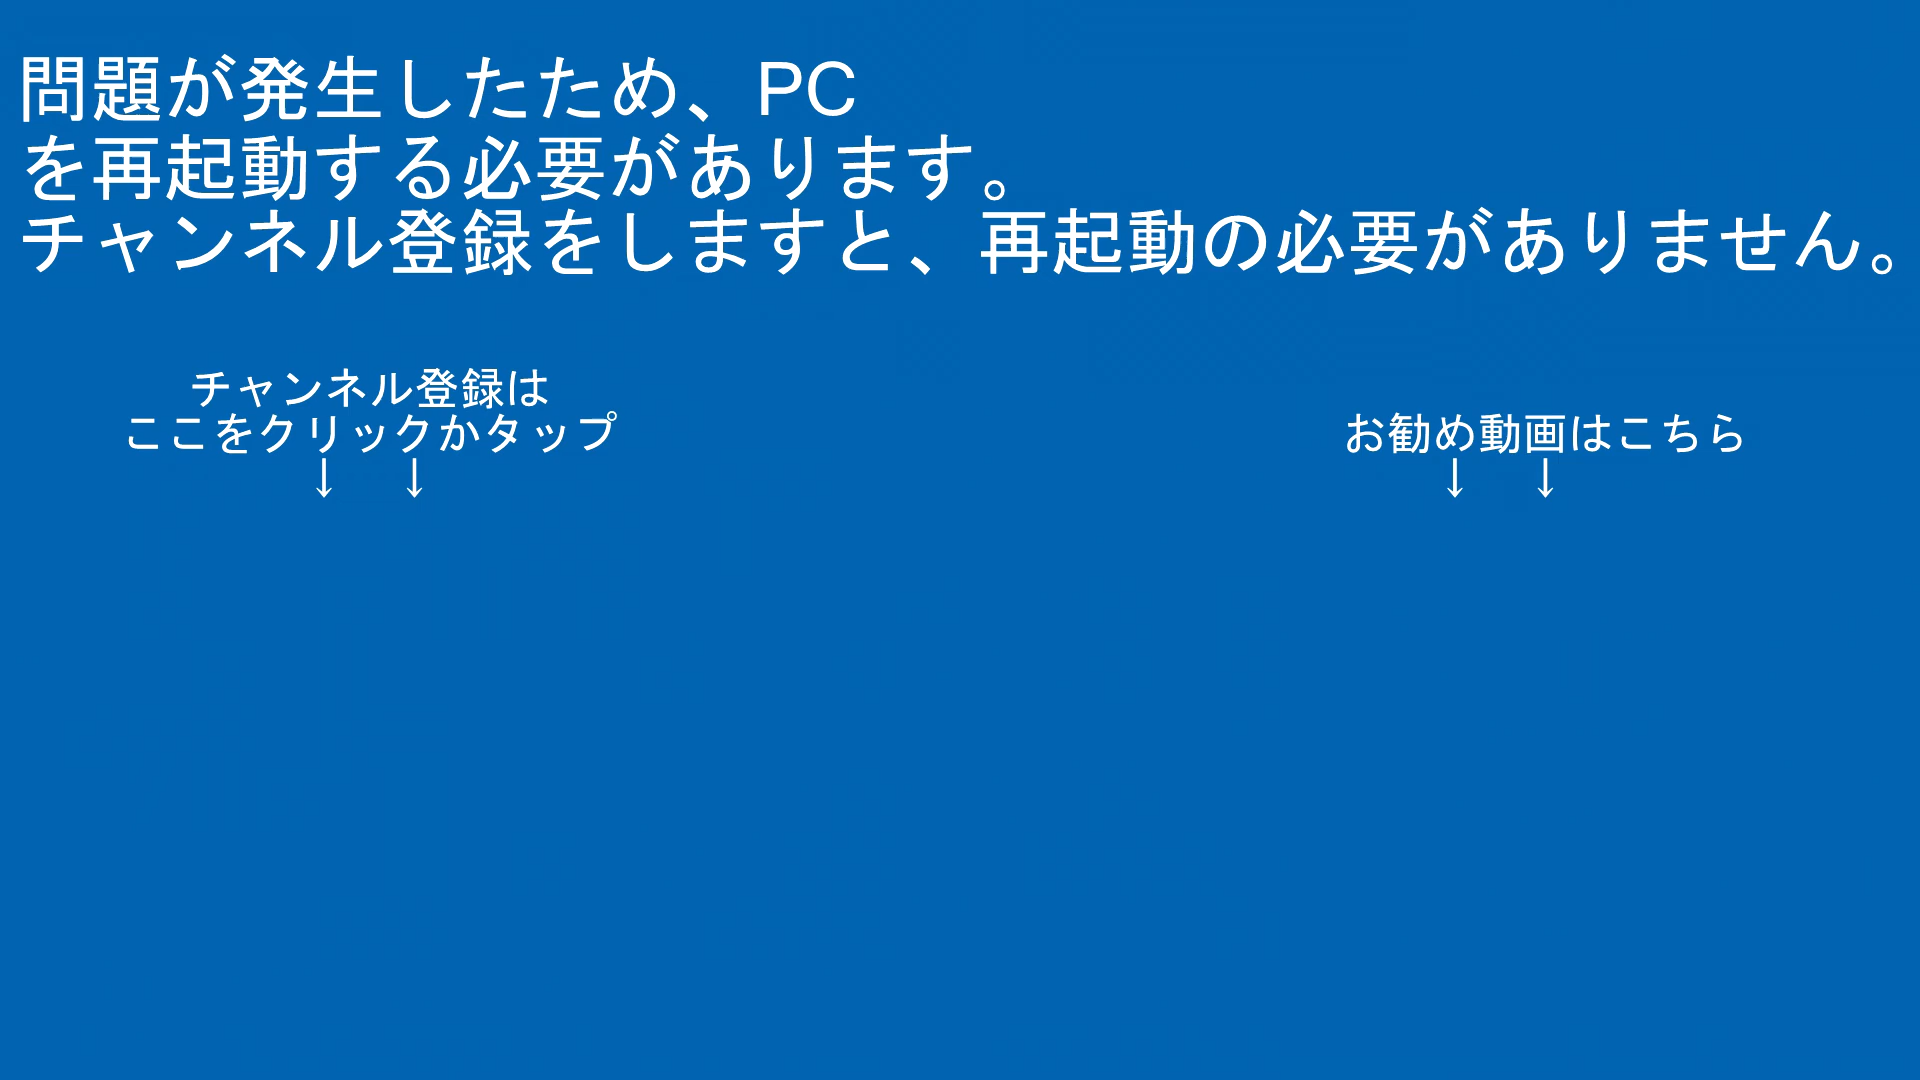 問題が発生したため、PC
を再起動する必要があります。
チャンネル登録をしますと、再起動の必要がありません。
チャンネル登録は
ここをクリックかタップ
↓ ↓
お勧め動画はこちら
↓ ↓